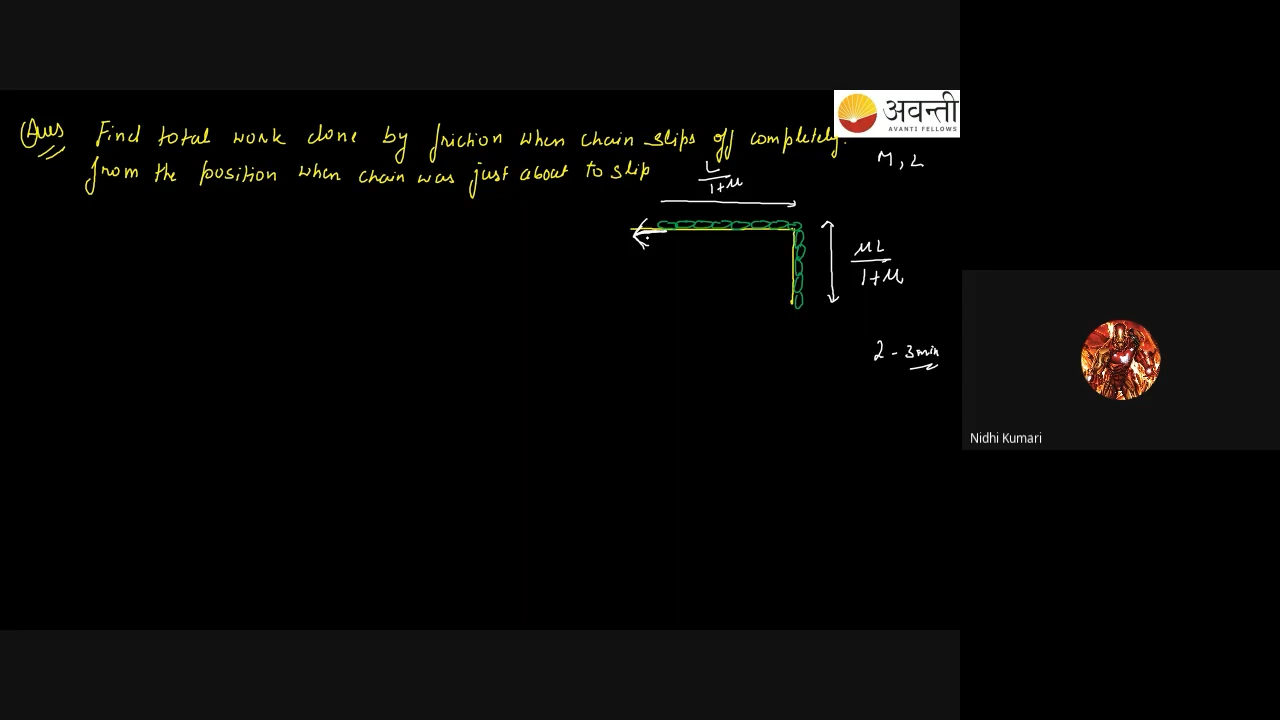 Ques Find total work done by friction when chain slips off completely.
from the position when chain was just about to slip
अवन्ती
AVANTI FELLOWS
M, L
L
1+μ
μL
1+μ
2 - 3 min
Nidhi Kumari